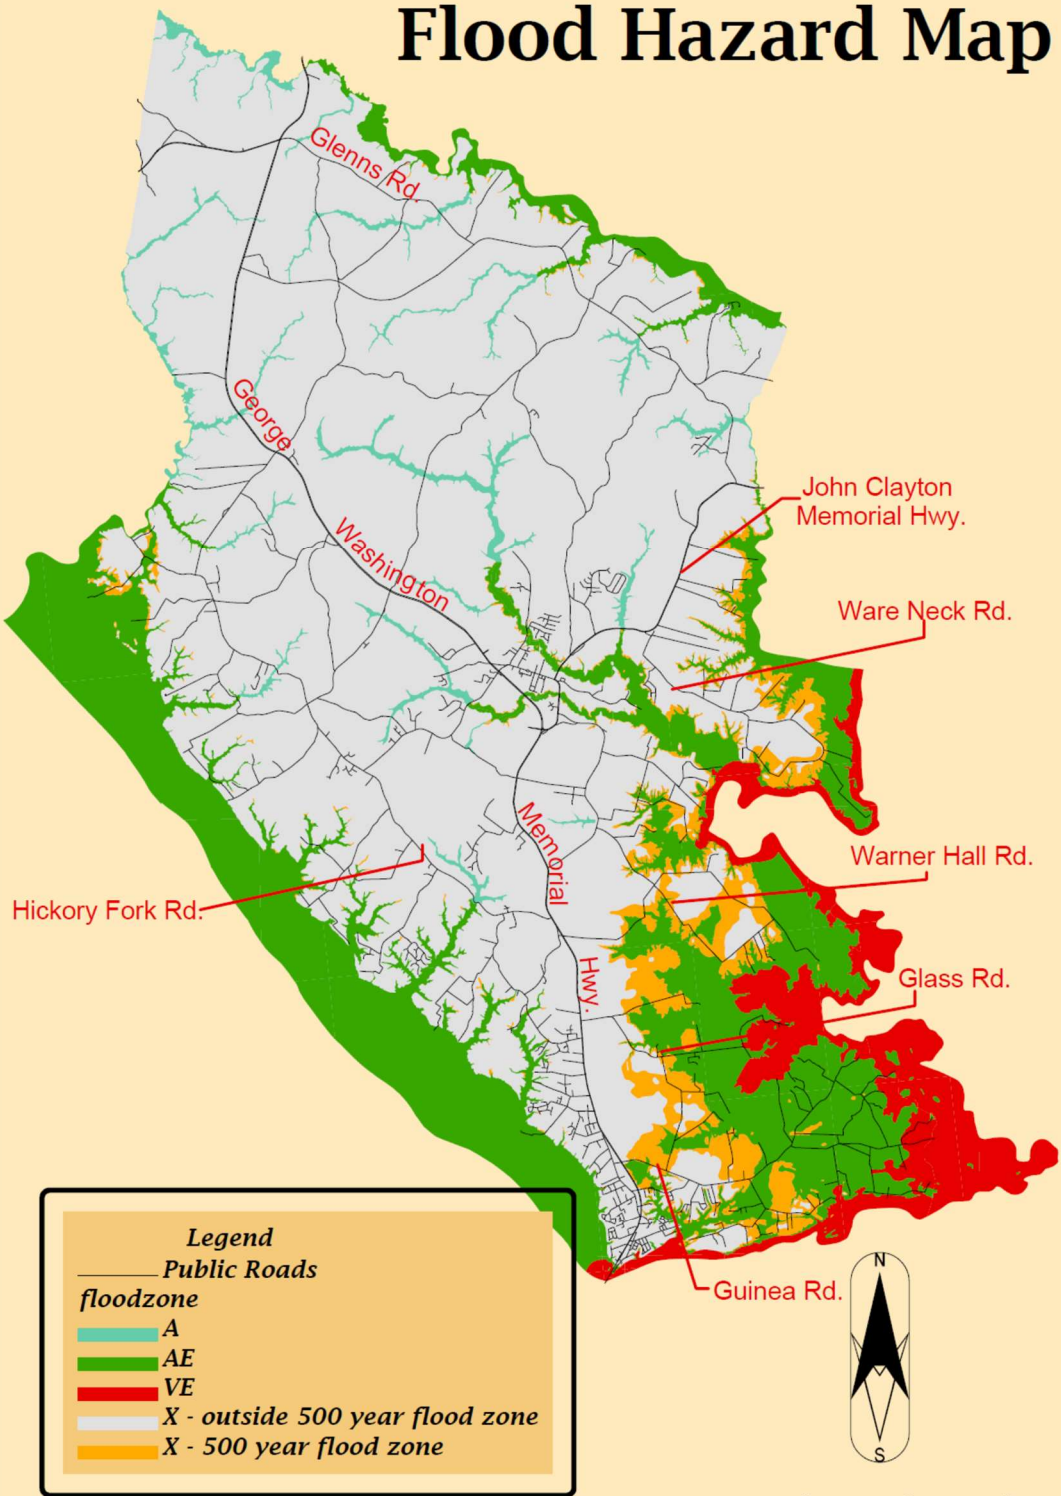 Flood Hazard Map
Glenns Rd.
George
Washington
Memorial
Hwy.
John Clayton
Memorial Hwy.
Ware Neck Rd.
Warner Hall Rd.
Hickory Fork Rd.
Glass Rd.
Guinea Rd.
Legend
Public Roads
floodzone
A
AE
VE
X - outside 500 year flood zone
X - 500 year flood zone
N
S